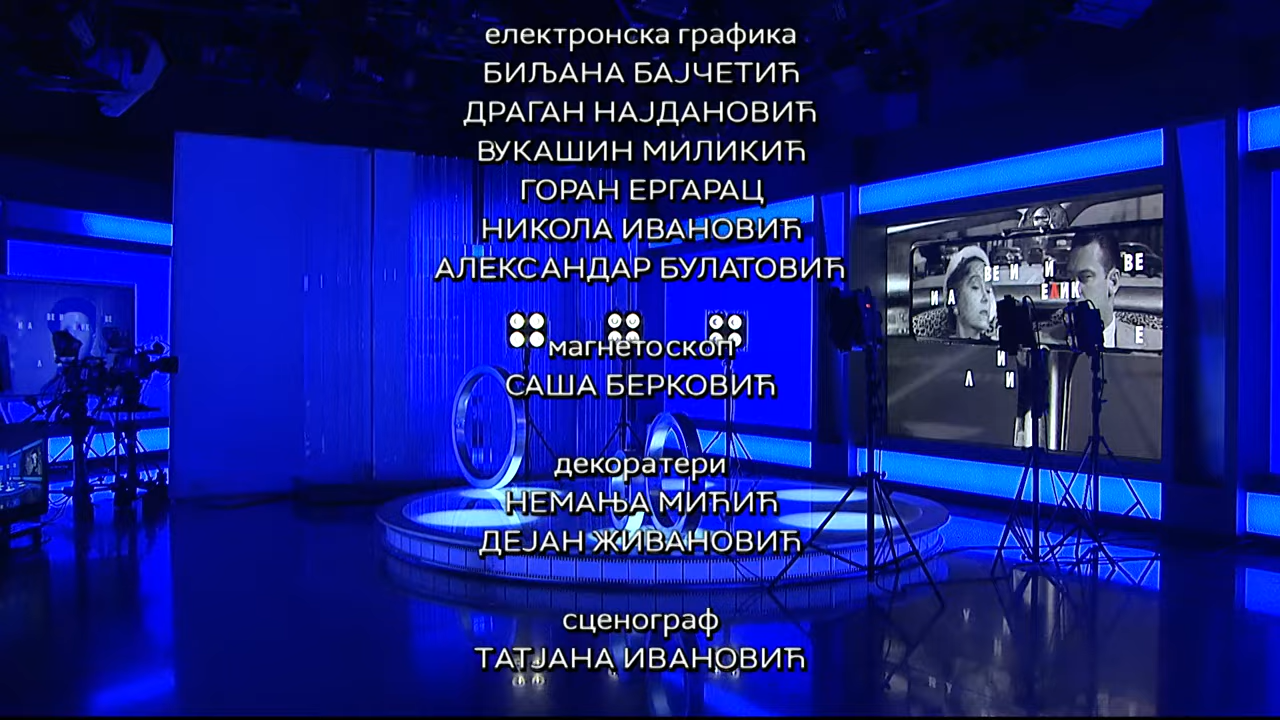 електронска графика
БИЉАНА БАЈЧЕТИЋ
ДРАГАН НАЈДАНОВИЋ
ВУКАШИН МИЛИКИЋ
ГОРАН ЕРГАРАЦ
НИКОЛА ИВАНОВИЋ
АЛЕКСАНДАР БУЛАТОВИЋ
магнетоскоп
САША БЕРКОВИЋ
декоратери
НЕМАЊА МИЋИЋ
ДЕЈАН ЖИВАНОВИЋ
сценограф
ТАТЈАНА ИВАНОВИЋ